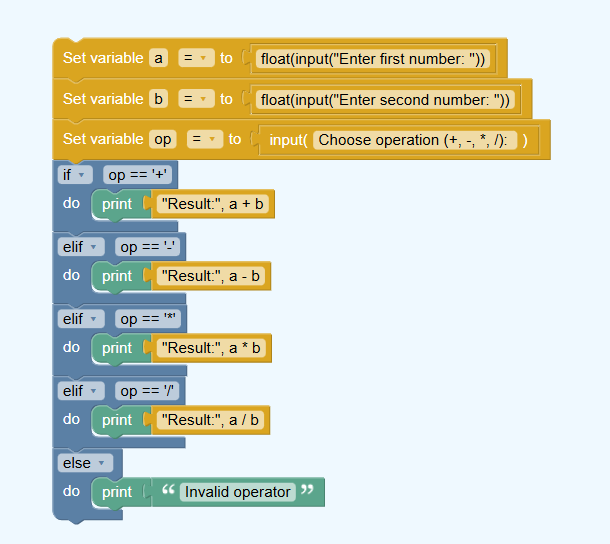 Set variable a = to float(input("Enter first number: "))
Set variable b = to float(input("Enter second number: "))
Set variable op = to input( Choose operation (+, -, *, /): )
if op == '+'
do print "Result:", a + b
elif op == '-'
do print "Result:", a - b
elif op == '*'
do print "Result:", a * b
elif op == '/'
do print "Result:", a / b
else
do print “ Invalid operator ”